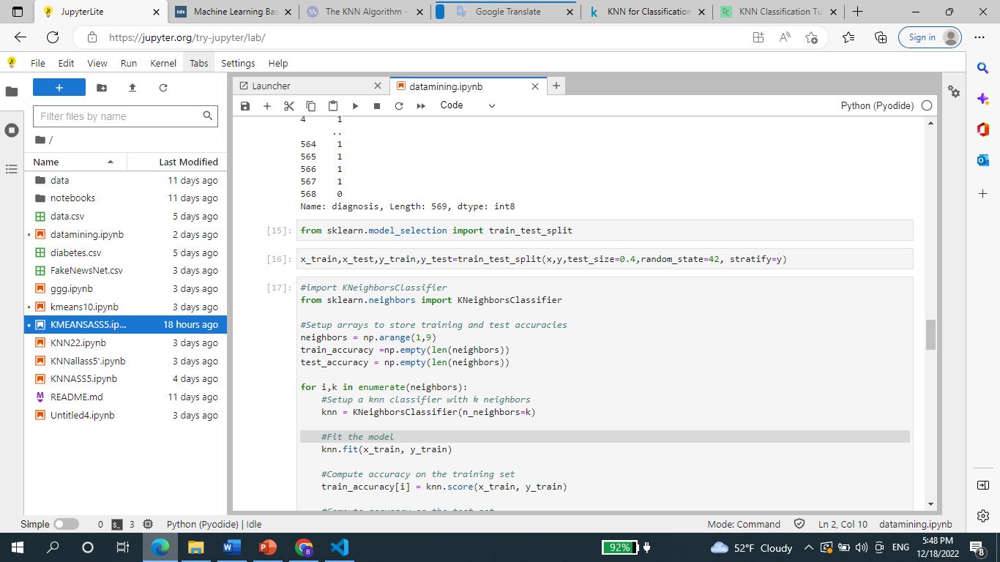 JupyterLite
Machine Learning Bas
The KNN Algorithm -
Google Translate
KNN for Classification
KNN Classification Tu
https://jupyter.org/try-jupyter/lab/
Sign in
File Edit View Run Kernel Tabs Settings Help
Filter files by name
/
Name Last Modified
data 11 days ago
notebooks 11 days ago
data.csv 5 days ago
datamining.ipynb 2 days ago
diabetes.csv 5 days ago
FakeNewsNet.csv 3 days ago
ggg.ipynb 3 days ago
kmeans10.ipynb 3 days ago
KMEANSASS5.ip... 18 hours ago
KNN22.ipynb 3 days ago
KNNallass5'.ipynb 3 days ago
KNNASS5.ipynb 4 days ago
README.md 11 days ago
Untitled4.ipynb 3 days ago
Launcher
datamining.ipynb
Code
Python (Pyodide)
4 1
..
564 1
565 1
566 1
567 1
568 0
Name: diagnosis, Length: 569, dtype: int8
[15]: from sklearn.model_selection import train_test_split
[16]: x_train,x_test,y_train,y_test=train_test_split(x,y,test_size=0.4,random_state=42, stratify=y)
[17]: #import KNeighborsClassifier
from sklearn.neighbors import KNeighborsClassifier
#Setup arrays to store training and test accuracies
neighbors = np.arange(1,9)
train_accuracy =np.empty(len(neighbors))
test_accuracy = np.empty(len(neighbors))
for i,k in enumerate(neighbors):
#Setup a knn classifier with k neighbors
knn = KNeighborsClassifier(n_neighbors=k)
#Fit the model
knn.fit(x_train, y_train)
#Compute accuracy on the training set
train_accuracy[i] = knn.score(x_train, y_train)
#Compute accuracy on the test set
Simple 0 3 Python (Pyodide) | Idle
Mode: Command Ln 2, Col 10 datamining.ipynb
92%
52°F Cloudy
ENG
5:48 PM
12/18/2022
8